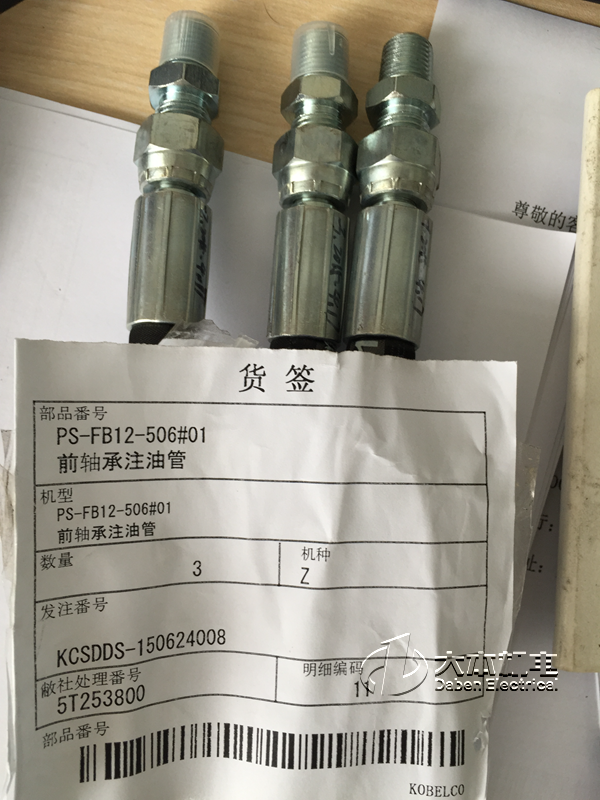 尊敬的客
货签
部品番号
PS-FB12-506#01
前轴承注油管
机型
PS-FB12-506#01
前轴承注油管
数量 3 机种 Z
发注番号
KCSDDS-150624008
敝社处理番号 5T253800
明细编码 11
大本机电
Daben Electrical
部品番号
KOBELCO